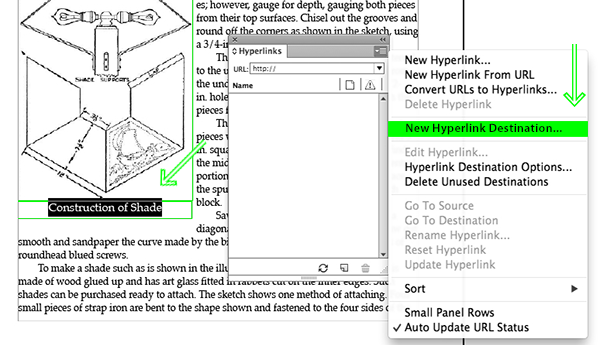 es; however, gauge for depth, gauging both pieces
from their top surfaces. Chisel out the grooves and
round off the corners as shown in the sketch, using
a 3/4-i
Th
to the u
the und
in. hole
pieces f
Th
pieces w
in. squa
the mid
portion
the spu
block.
Sav
diagona
smooth and sandpaper the curve made by the bi
roundhead blued screws.
To make a shade such as is shown in the illu
made of wood glued up and has art glass fitted in rabbets cut on the inner edges. Suc
shades can be purchased ready to attach. The sketch shows one method of attaching.
small pieces of strap iron are bent to the shape shown and fastened to the four sides o
SHADE SUPPORTS
Construction of Shade
Hyperlinks
URL: http://
Name
New Hyperlink...
New Hyperlink From URL
Convert URLs to Hyperlinks...
Delete Hyperlink
New Hyperlink Destination...
Edit Hyperlink...
Hyperlink Destination Options...
Delete Unused Destinations
Go To Source
Go To Destination
Rename Hyperlink...
Reset Hyperlink
Update Hyperlink
Sort
Small Panel Rows
Auto Update URL Status